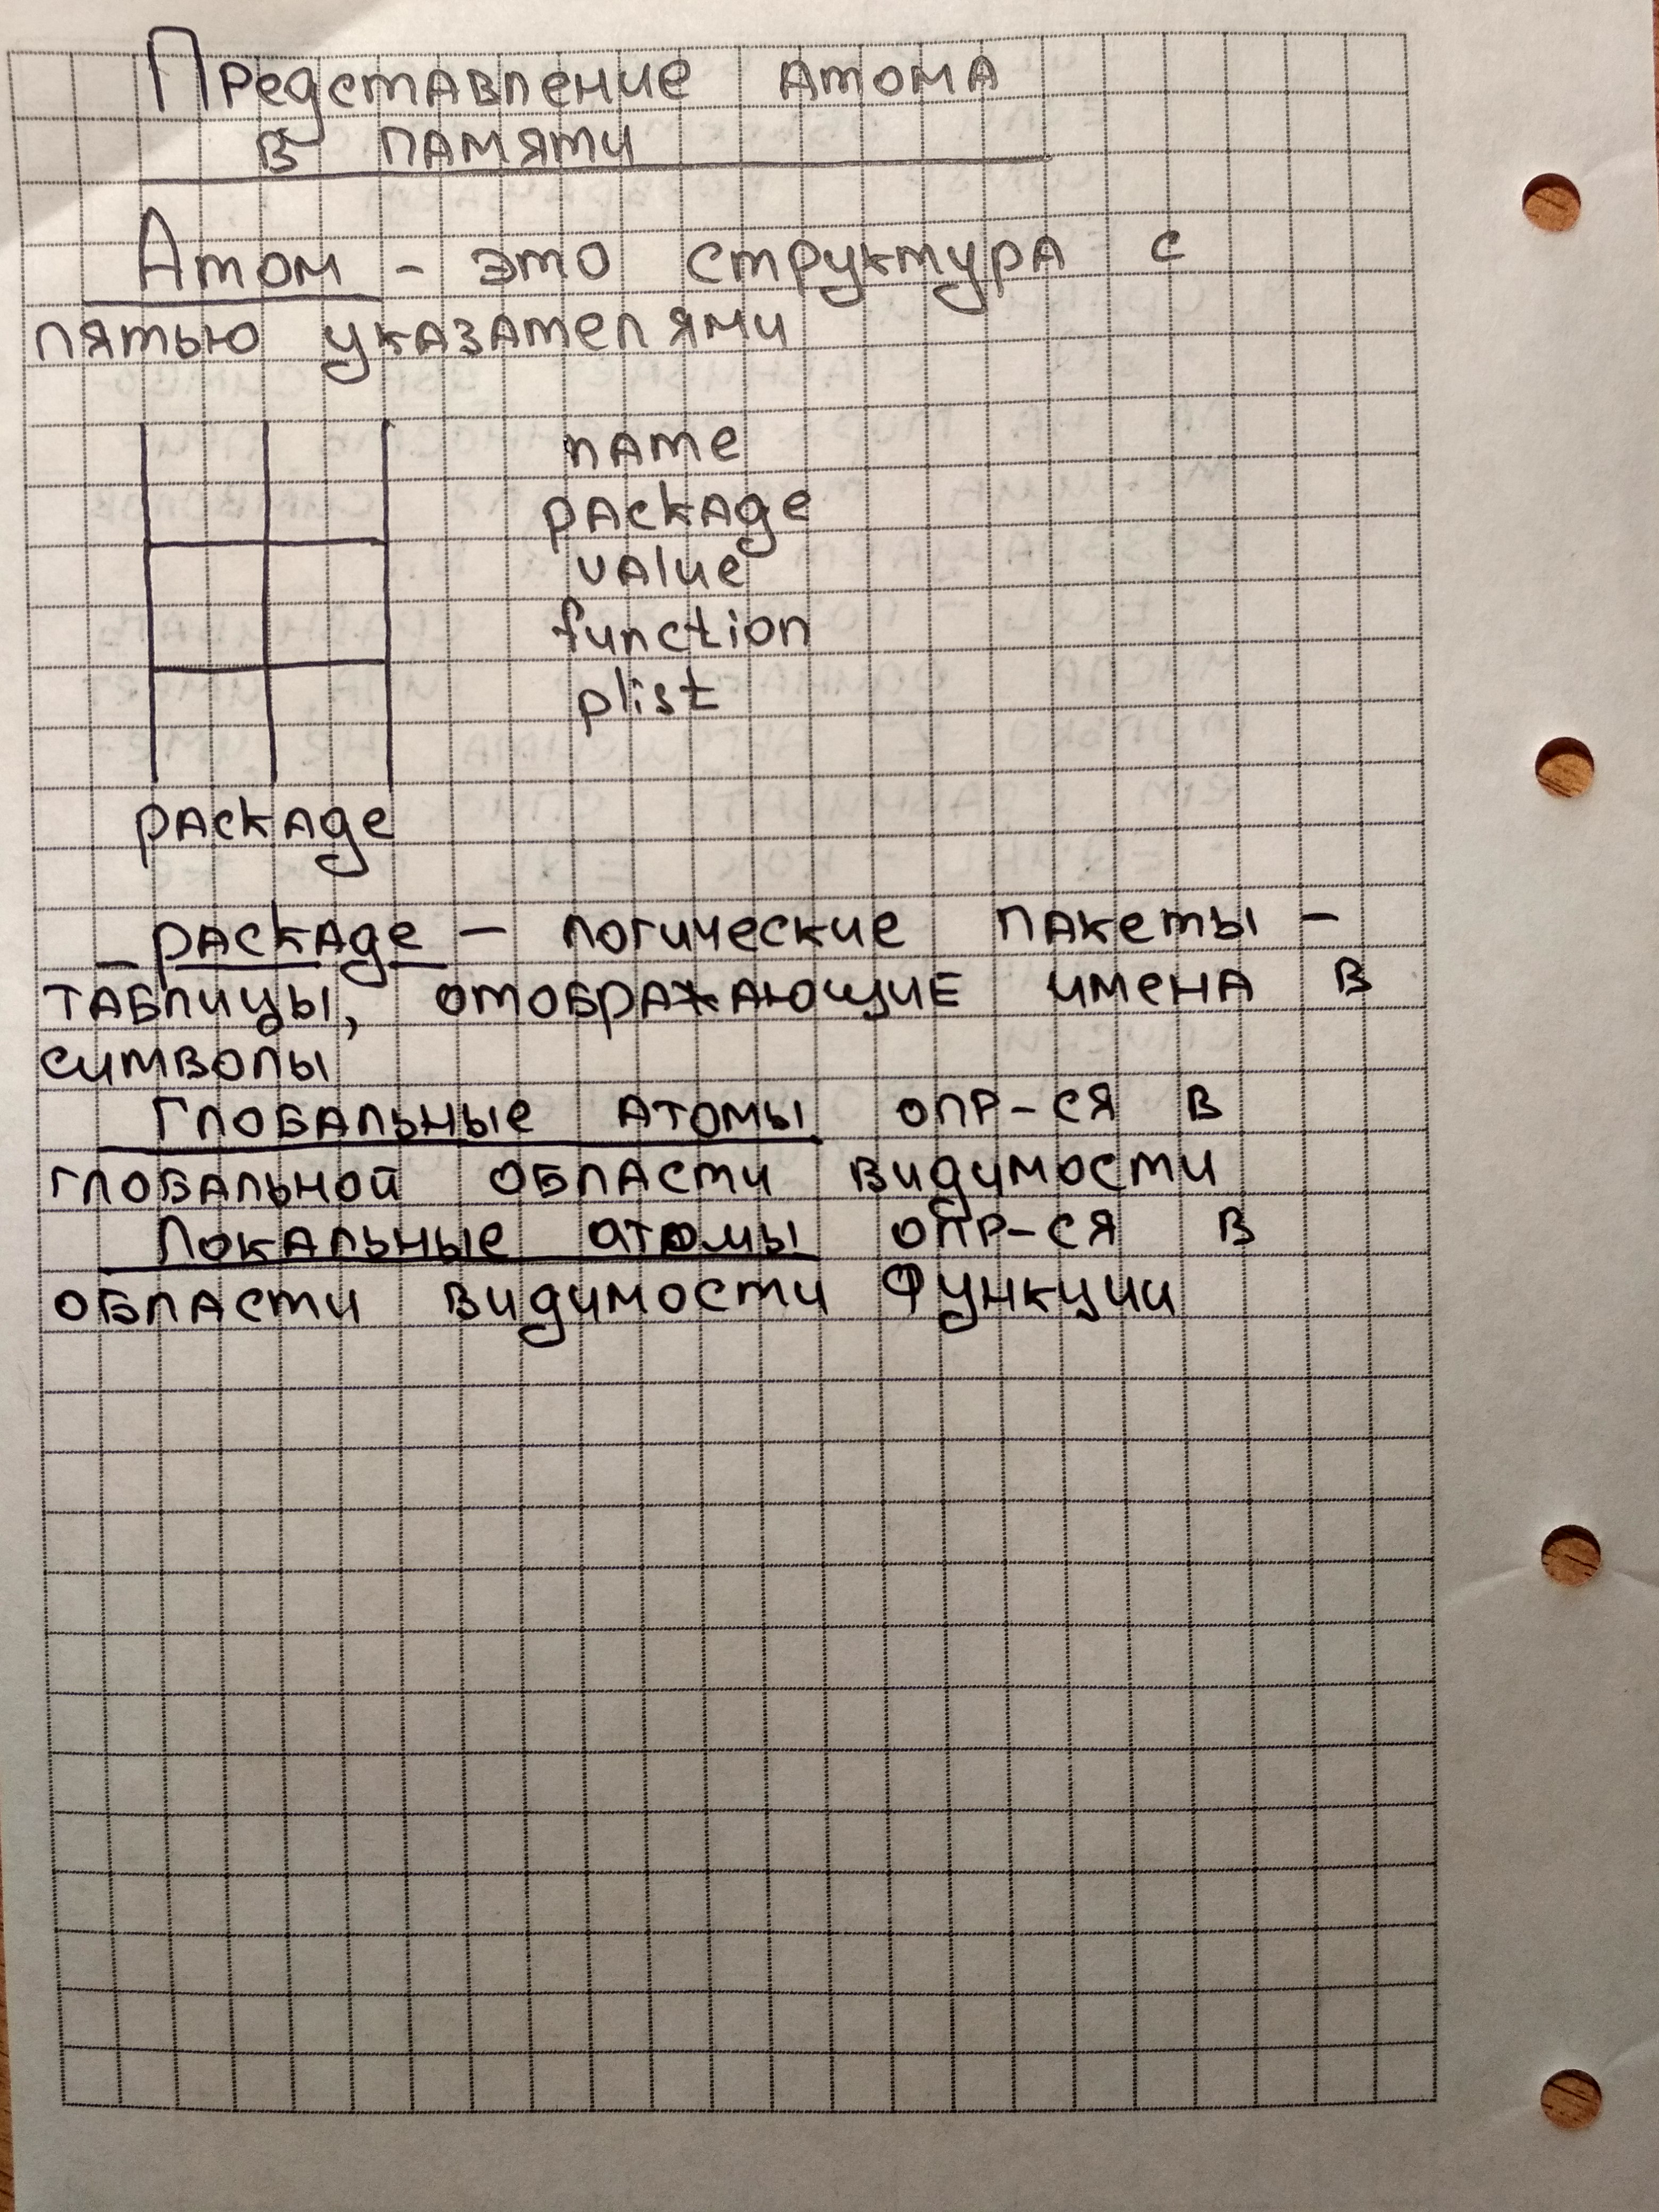 Представление атома
в памяти
Атом - это структура с
пятью указателями
name
package
value
function
plist
package
package - логические пакеты -
таблицы, отображающие имена в
символы
Глобальные атомы опр-ся в
глобальной области видимости
Локальные атомы опр-ся в
области видимости функции